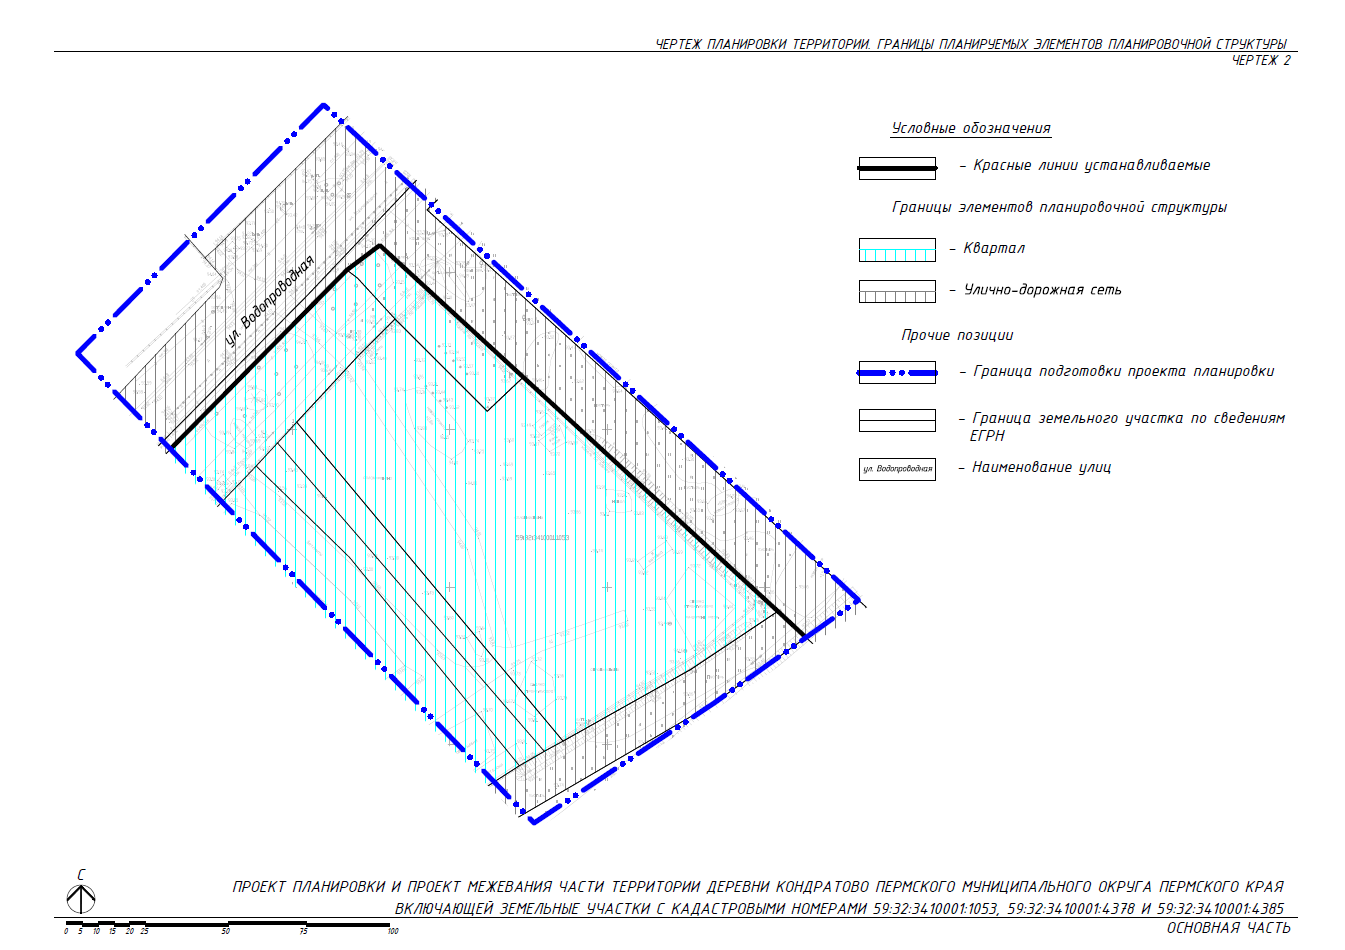 ЧЕРТЕЖ ПЛАНИРОВКИ ТЕРРИТОРИИ. ГРАНИЦЫ ПЛАНИРУЕМЫХ ЭЛЕМЕНТОВ ПЛАНИРОВОЧНОЙ СТРУКТУРЫ
ЧЕРТЕЖ 2
Условные обозначения
- Красные линии устанавливаемые
Границы элементов планировочной структуры
- Квартал
- Улично-дорожная сеть
Прочие позиции
- Граница подготовки проекта планировки
- Граница земельного участка по сведениям
ЕГРН
ул. Водопроводная
- Наименование улиц
ул. Водопроводная
59:32:3410001:1053
С
ПРОЕКТ ПЛАНИРОВКИ И ПРОЕКТ МЕЖЕВАНИЯ ЧАСТИ ТЕРРИТОРИИ ДЕРЕВНИ КОНДРАТОВО ПЕРМСКОГО МУНИЦИПАЛЬНОГО ОКРУГА ПЕРМСКОГО КРАЯ
ВКЛЮЧАЮЩЕЙ ЗЕМЕЛЬНЫЕ УЧАСТКИ С КАДАСТРОВЫМИ НОМЕРАМИ 59:32:3410001:1053, 59:32:3410001:4378 И 59:32:3410001:4385
0 5 10 15 20 25 50 75 100
ОСНОВНАЯ ЧАСТЬ